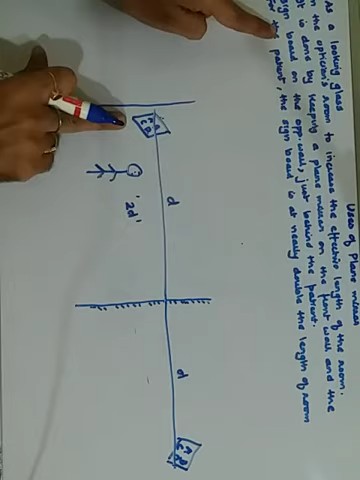 Uses of Plane mirror
As a looking glass
In the optician's room to increase the effective length of the room.
It is done by keeping a plane mirror on the front wall and the
sign board on the opp. wall, just behind the patient.
For the patient, the sign board is at nearly double the length of room
d
'2d'
d